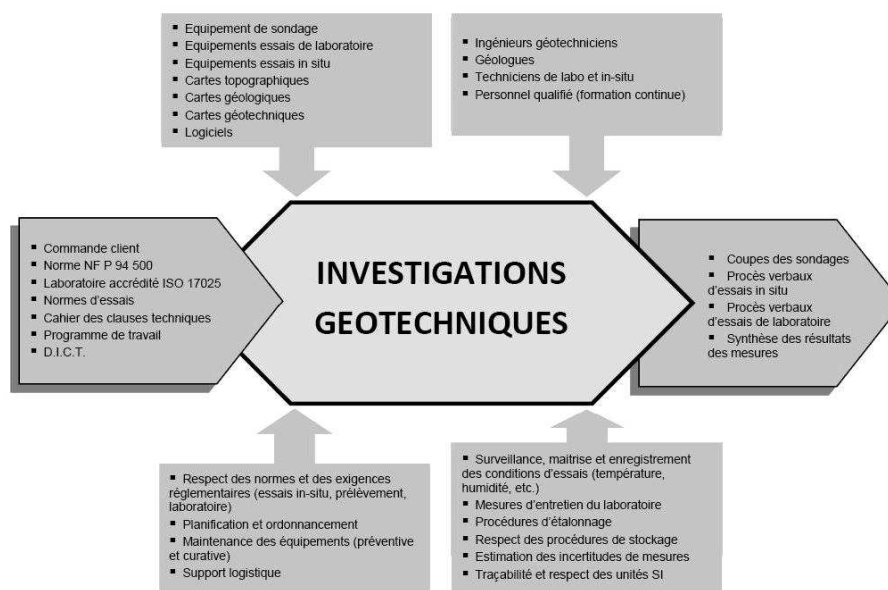 ▪ Equipement de sondage
▪ Equipements essais de laboratoire
▪ Equipements essais in situ
▪ Cartes topographiques
▪ Cartes géologiques
▪ Cartes géotechniques
▪ Logiciels
▪ Ingénieurs géotechniciens
▪ Géologues
▪ Techniciens de labo et in-situ
▪ Personnel qualifié (formation continue)
▪ Commande client
▪ Norme NF P 94 500
▪ Laboratoire accrédité ISO 17025
▪ Normes d'essais
▪ Cahier des clauses techniques
▪ Programme de travail
▪ D.I.C.T.
INVESTIGATIONS
GEOTECHNIQUES
▪ Coupes des sondages
▪ Procès verbaux
d'essais in situ
▪ Procès verbaux
d'essais de laboratoire
▪ Synthèse des résultats
des mesures
▪ Respect des normes et des exigences
réglementaires (essais in-situ, prélèvement,
laboratoire)
▪ Planification et ordonnancement
▪ Maintenance des équipements (préventive
et curative)
▪ Support logistique
▪ Surveillance, maitrise et enregistrement
des conditions d'essais (température,
humidité, etc.)
▪ Mesures d'entretien du laboratoire
▪ Procédures d'étalonnage
▪ Respect des procédures de stockage
▪ Estimation des incertitudes de mesures
▪ Traçabilité et respect des unités SI